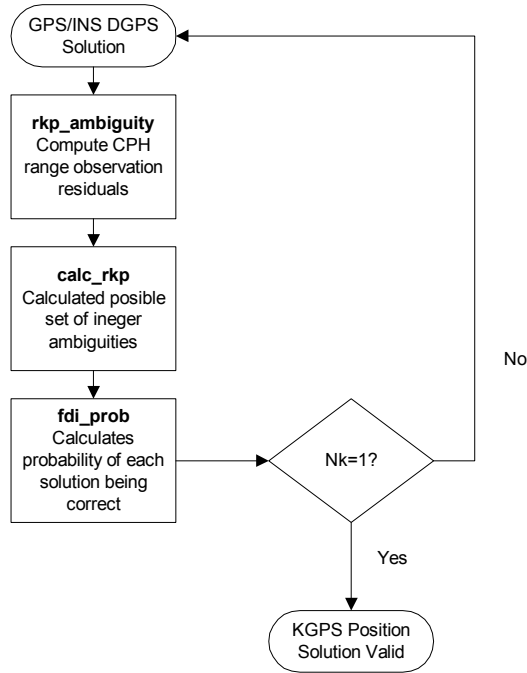 GPS/INS DGPS
Solution
rkp_ambiguity
Compute CPH
range observation
residuals
calc_rkp
Calculated posible
set of ineger
ambiguities
fdi_prob
Calculates
probability of each
solution being
correct
Nk=1?
No
Yes
KGPS Position
Solution Valid